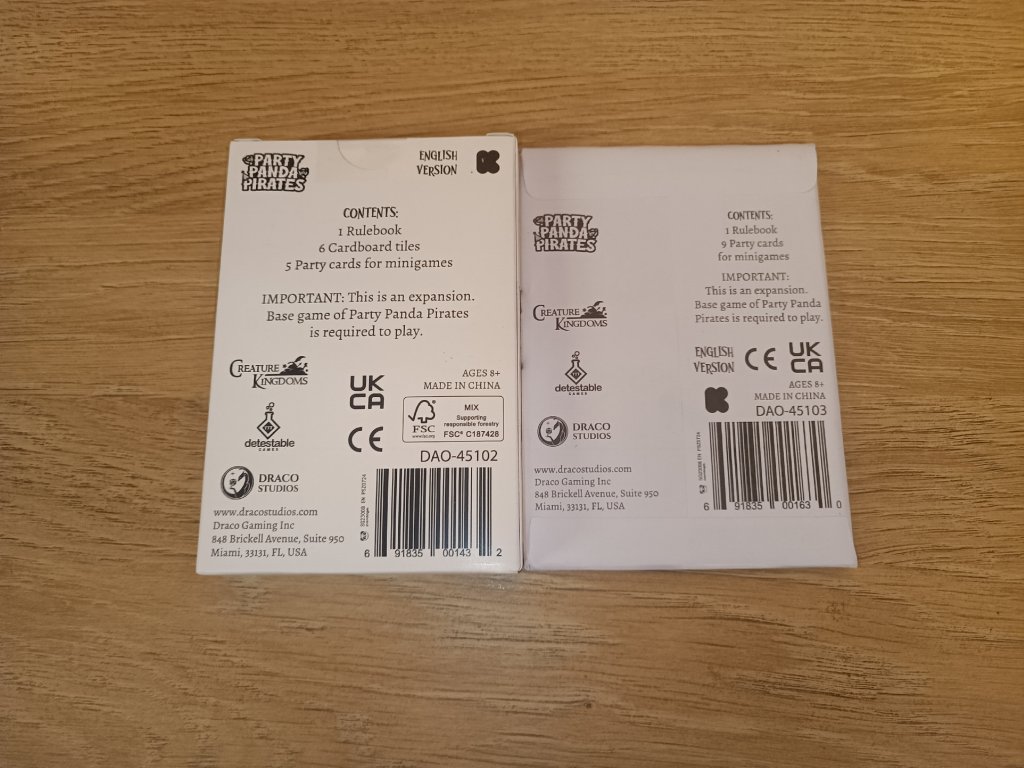 PARTY
PANDA
PIRATES
ENGLISH
VERSION
CONTENTS:
1 Rulebook
6 Cardboard tiles
5 Party cards for minigames
IMPORTANT: This is an expansion.
Base game of Party Panda Pirates
is required to play.
CREATURE
KINGDOMS
detestable
GAMES
DRACO
STUDIOS
www.dracostudios.com
Draco Gaming Inc
848 Brickell Avenue, Suite 950
Miami, 33131, FL, USA
UK
CA
CE
AGES 8+
MADE IN CHINA
FSC
www.fsc.org
MIX
Supporting
responsible forestry
FSC® C187428
DAO-45102
6 91835 00143 2
PARTY
PANDA
PIRATES
CREATURE
KINGDOMS
detestable
GAMES
DRACO
STUDIOS
www.dracostudios.com
Draco Gaming Inc
848 Brickell Avenue, Suite 950
Miami, 33131, FL, USA
CONTENTS:
1 Rulebook
9 Party cards
for minigames
IMPORTANT:
This is an expansion.
Base game of Party Panda
Pirates is required to play.
ENGLISH
VERSION
CE
UK
CA
AGES 8+
MADE IN CHINA
DAO-45103
6 91835 00163 0